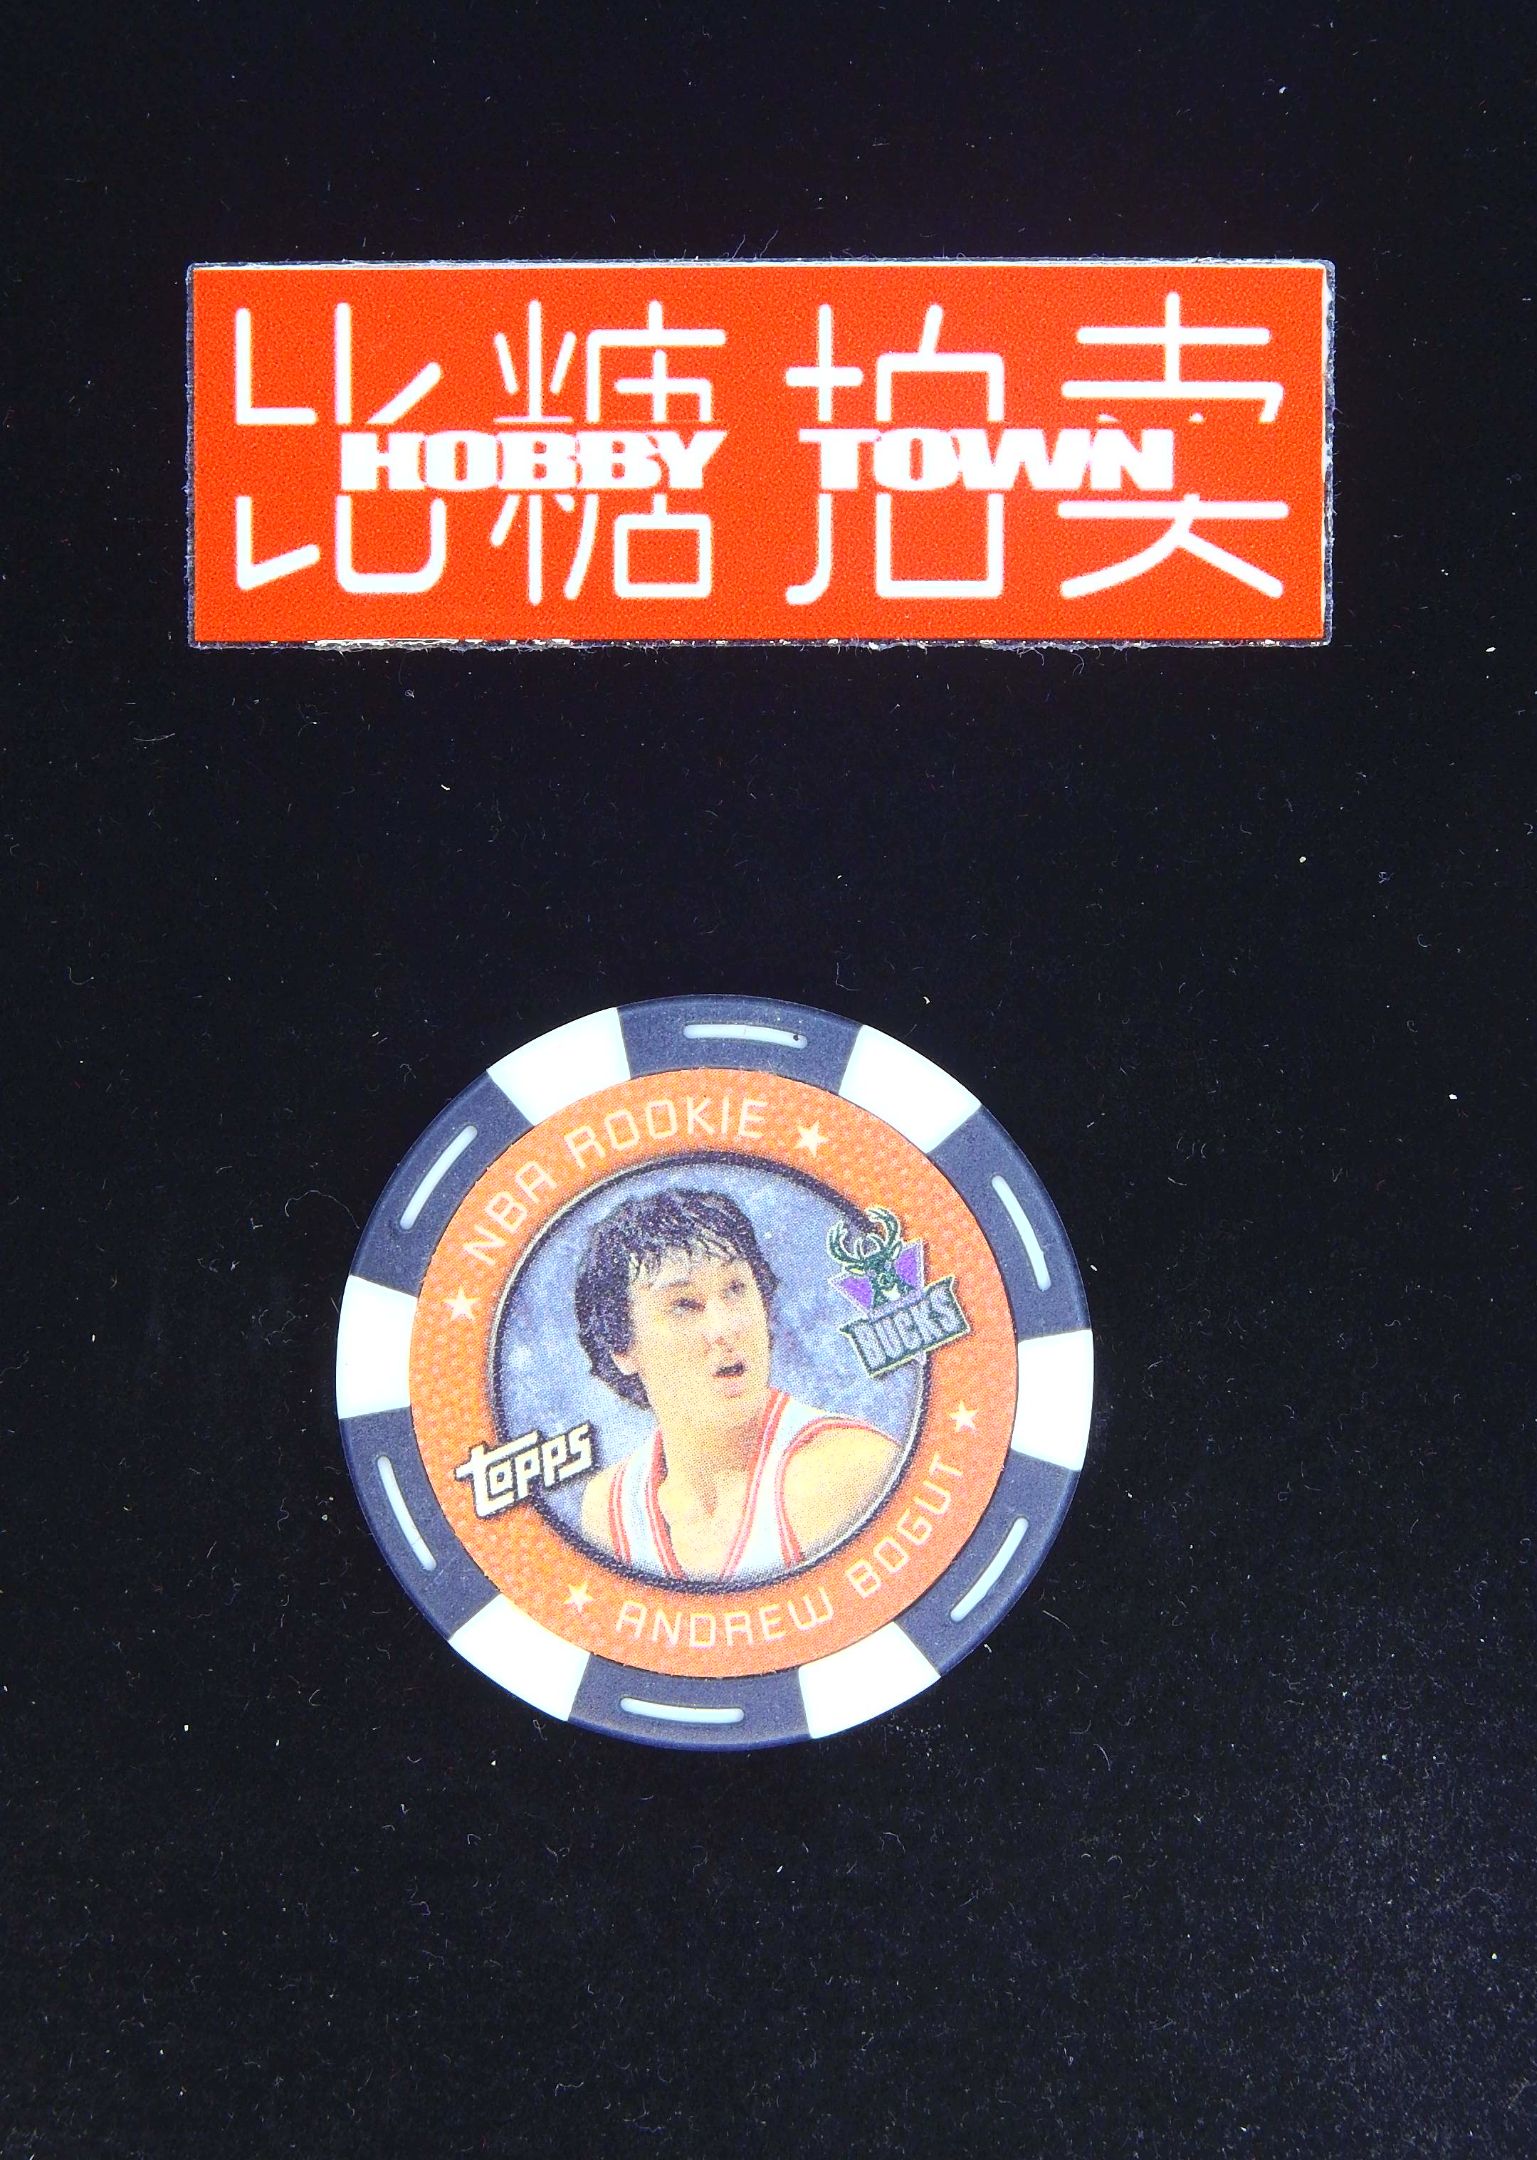 比糖拍卖
HOBBY TOWN
★ NBA ROOKIE ★
BUCKS
topps
★ ANDREW BOGUT ★